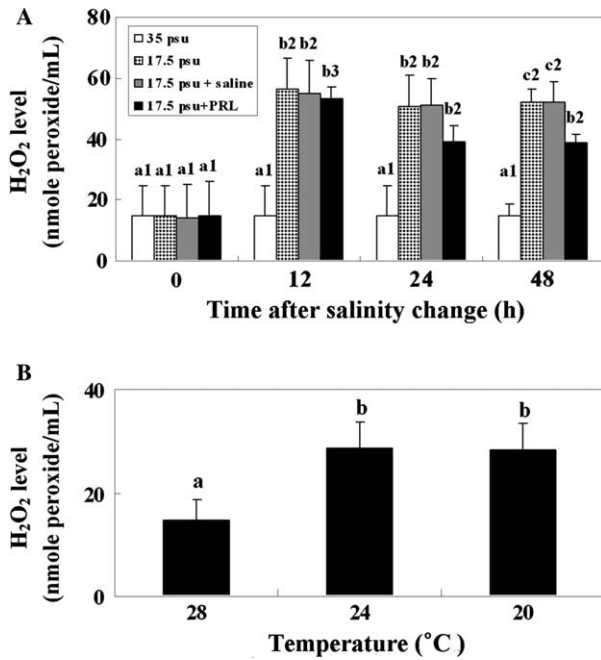 A
80
60
40
20
0
H₂O₂ level
(nmole peroxide/mL)
35 psu
17.5 psu
17.5 psu + saline
17.5 psu+PRL
a1 a1 a1 a1
a1 b2 b2 b3
a1 b2 b2 b2
a1 c2 c2 b2
0 12 24 48
Time after salinity change (h)
B
40
20
0
H₂O₂ level
(nmole peroxide/mL)
a b b
28 24 20
Temperature (°C )